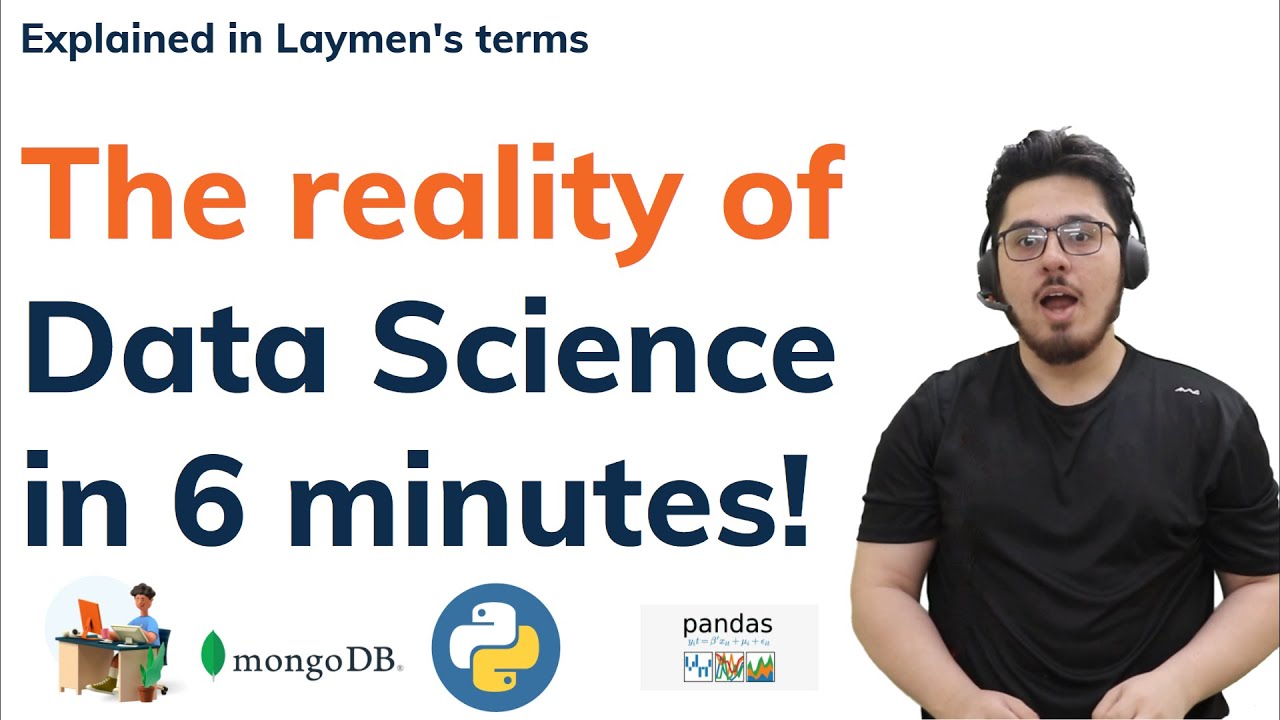 Explained in Laymen's terms
The reality of
Data Science
in 6 minutes!
mongoDB®
pandas